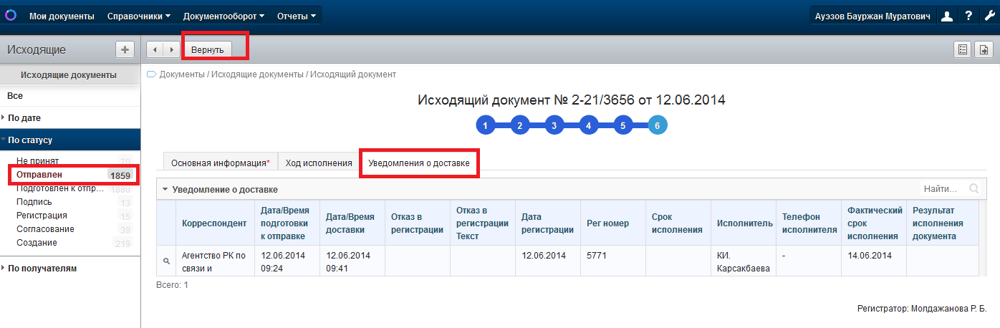 Мои документы Справочники Документооборот Отчеты Ауэзов Бауржан Муратович ?
Исходящие + Вернуть
Исходящие документы
Все
По дате
По статусу
Не принят 70
Отправлен 1859
Подготовлен к отпр... 1880
Подпись 13
Регистрация 15
Согласование 39
Создание 219
По получателям
Документы / Исходящие документы / Исходящий документ
Исходящий документ № 2-21/3656 от 12.06.2014
1 2 3 4 5 6
Основная информация* Ход исполнения Уведомления о доставке
Уведомление о доставке Найти...
Корреспондент
Дата/Время
подготовки
к отправке
Дата/Время
доставки
Отказ в
регистрации
Отказ в
регистрации
Текст
Дата
регистрации
Рег номер
Срок
исполнения
Исполнитель
Телефон
исполнителя
Фактический
срок
исполнения
Результат
исполнения
документа
Агентство РК по
связи и
12.06.2014
09:24
12.06.2014
09:41
12.06.2014
5771
КИ.
Карсакбаева
-
14.06.2014
Всего: 1
Регистратор: Молдажанова Р. Б.